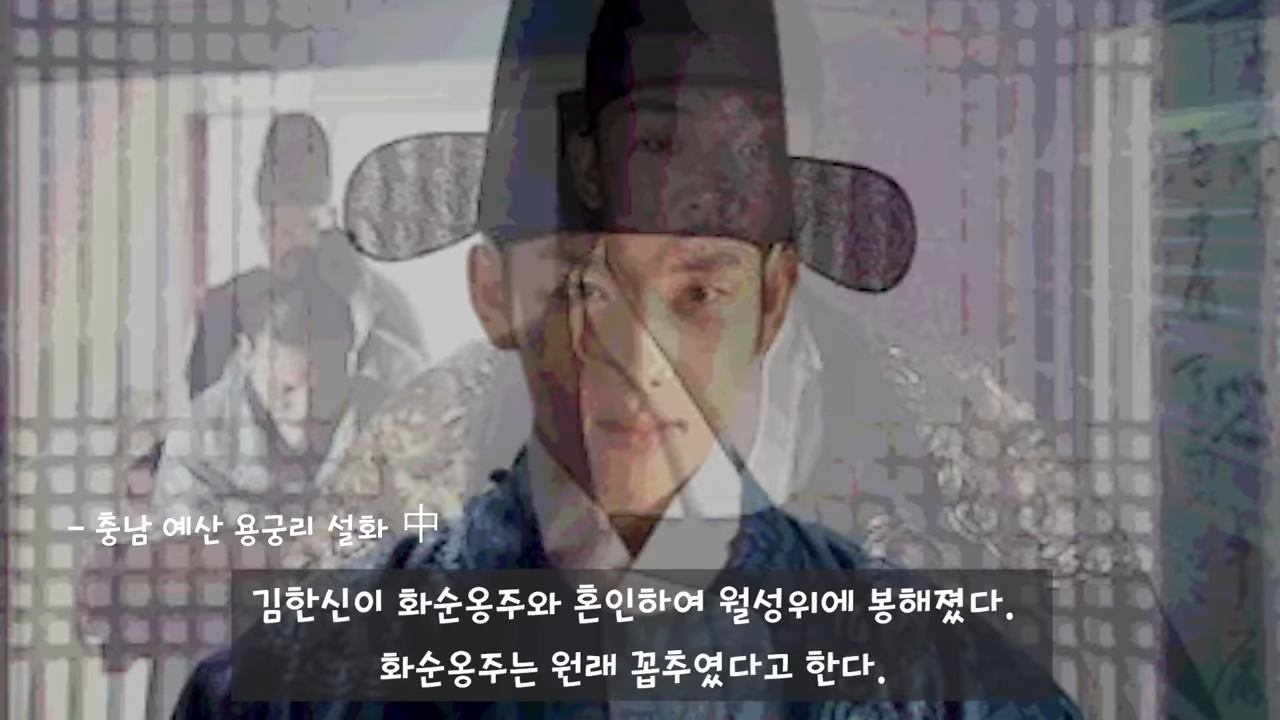 - 충남 예산 용궁리 설화 中
김한신이 화순옹주와 혼인하여 월성위에 봉해졌다.
화순옹주는 원래 꼽추였다고 한다.